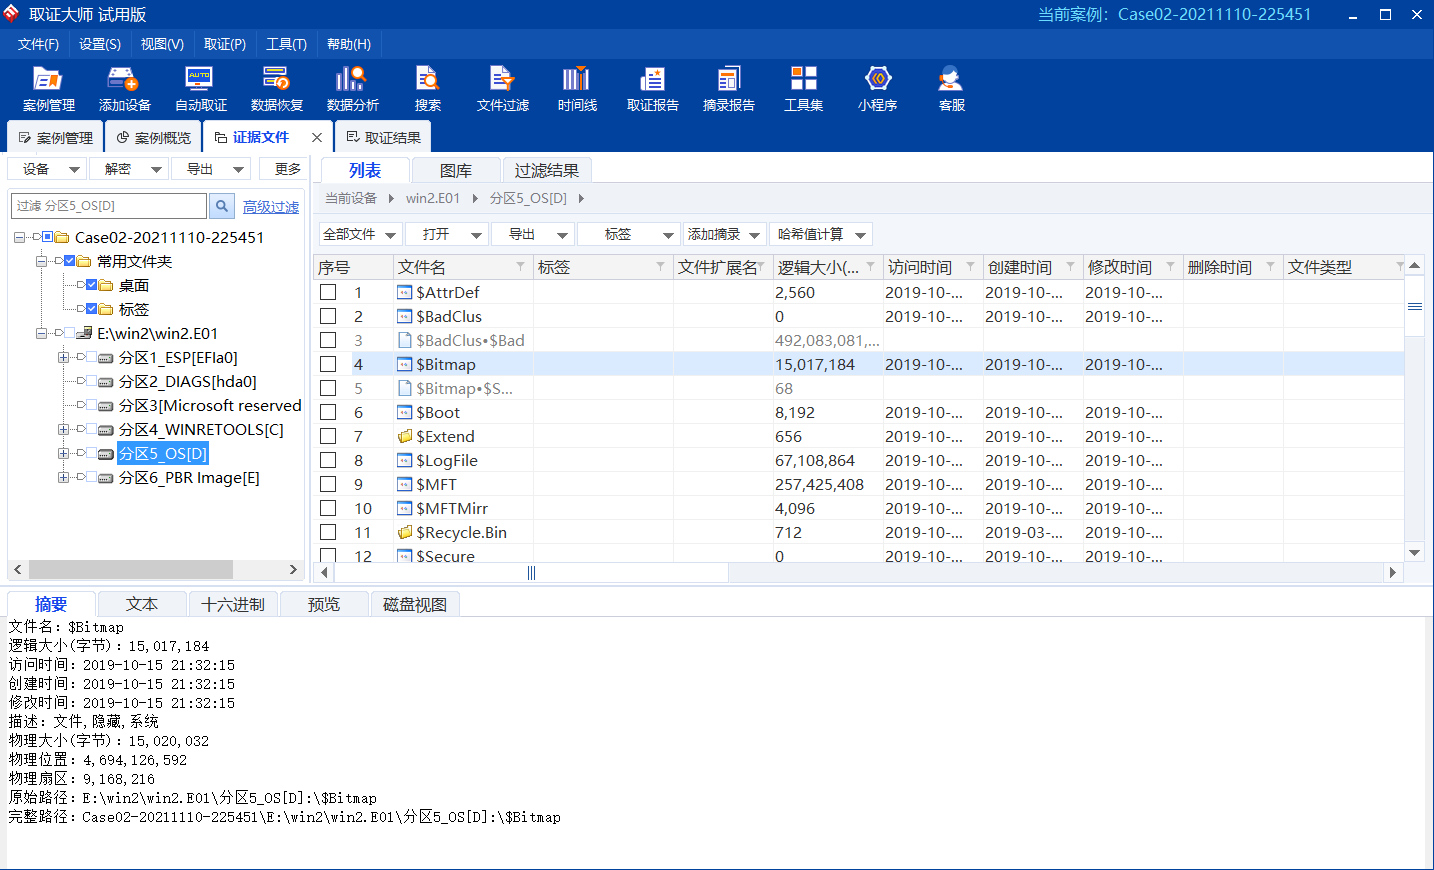 取证大师 试用版 当前案例：Case02-20211110-225451
文件(F) 设置(S) 视图(V) 取证(P) 工具(T) 帮助(H)
案例管理 添加设备 自动取证 数据恢复 数据分析 搜索 文件过滤 时间线 取证报告 摘录报告 工具集 小程序 客服
案例管理 案例概览 证据文件 取证结果
设备 解密 导出 更多
过滤 分区5_OS[D] 高级过滤
Case02-20211110-225451
常用文件夹
桌面
标签
E:\win2\win2.E01
分区1_ESP[EFIa0]
分区2_DIAGS[hda0]
分区3[Microsoft reserved
分区4_WINRETOOLS[C]
分区5_OS[D]
分区6_PBR Image[E]
列表 图库 过滤结果
当前设备 win2.E01 分区5_OS[D]
全部文件 打开 导出 标签 添加摘录 哈希值计算
序号 文件名 标签 文件扩展名 逻辑大小(... 访问时间 创建时间 修改时间 删除时间 文件类型
1 $AttrDef 2,560 2019-10-... 2019-10-... 2019-10-...
2 $BadClus 0 2019-10-... 2019-10-... 2019-10-...
3 $BadClus•$Bad 492,083,081,...
4 $Bitmap 15,017,184 2019-10-... 2019-10-... 2019-10-...
5 $Bitmap•$S... 68
6 $Boot 8,192 2019-10-... 2019-10-... 2019-10-...
7 $Extend 656 2019-10-... 2019-10-... 2019-10-...
8 $LogFile 67,108,864 2019-10-... 2019-10-... 2019-10-...
9 $MFT 257,425,408 2019-10-... 2019-10-... 2019-10-...
10 $MFTMirr 4,096 2019-10-... 2019-10-... 2019-10-...
11 $Recycle.Bin 712 2019-10-... 2019-03-... 2019-10-...
12 $Secure 0 2019-10-... 2019-10-... 2019-10-...
摘要 文本 十六进制 预览 磁盘视图
文件名：$Bitmap
逻辑大小(字节)：15,017,184
访问时间：2019-10-15 21:32:15
创建时间：2019-10-15 21:32:15
修改时间：2019-10-15 21:32:15
描述：文件,隐藏,系统
物理大小(字节)：15,020,032
物理位置：4,694,126,592
物理扇区：9,168,216
原始路径：E:\win2\win2.E01\分区5_OS[D]:\$Bitmap
完整路径：Case02-20211110-225451\E:\win2\win2.E01\分区5_OS[D]:\$Bitmap
AUTO